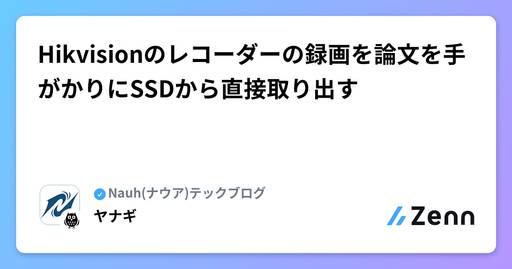 Hikvisionのレコーダーの録画を論文を手
がかりにSSDから直接取り出す
Nauh(ナウア)テックブログ
ヤナギ
Zenn